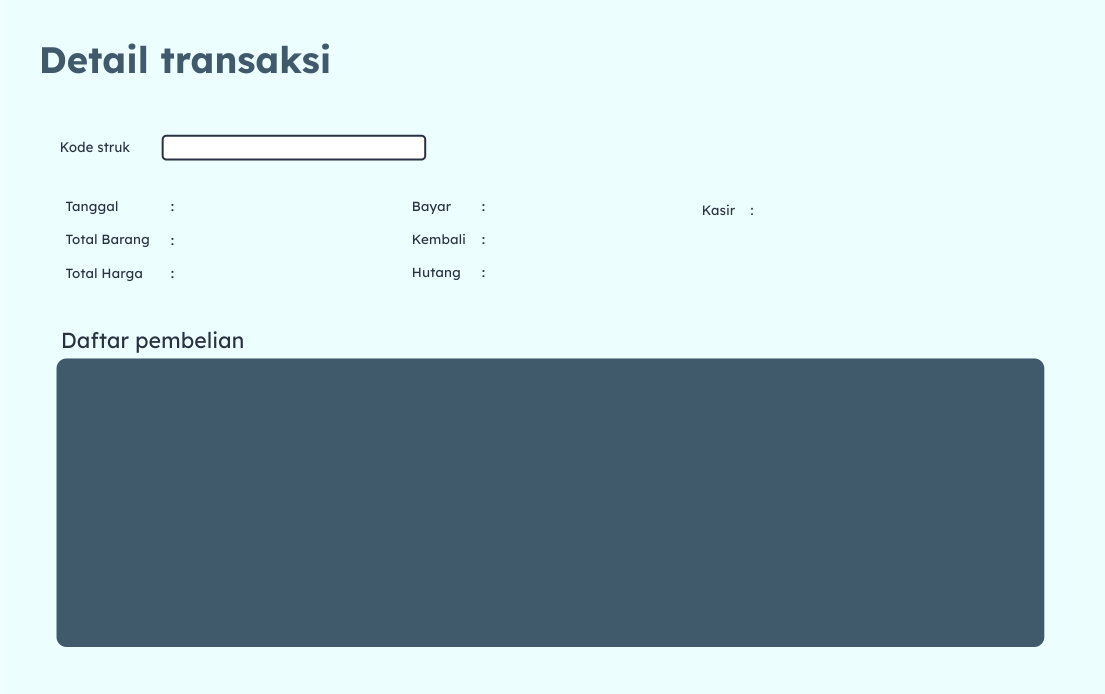 Detail transaksi
Kode struk
Tanggal : Bayar : Kasir :
Total Barang : Kembali :
Total Harga : Hutang :
Daftar pembelian